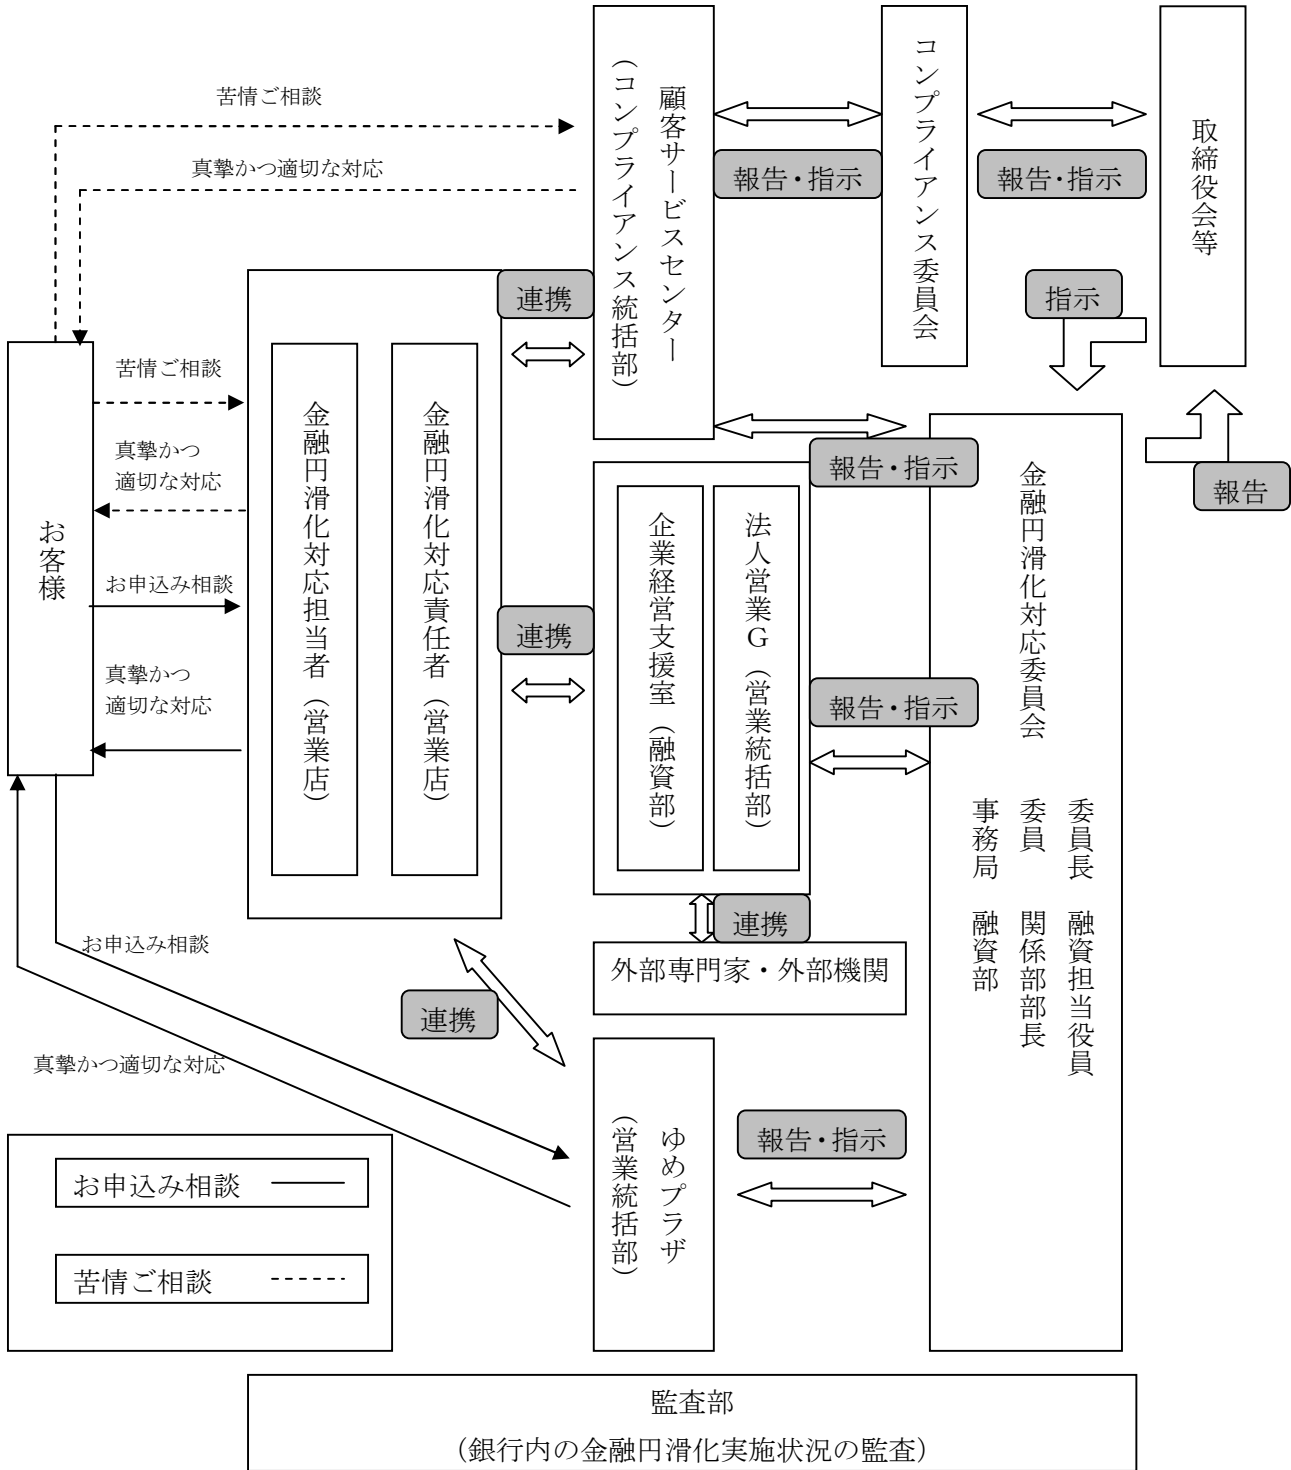 苦情ご相談
真摯かつ適切な対応
顧客サービスセンター
（コンプライアンス統括部）
報告・指示
コンプライアンス委員会
報告・指示
取締役会等
指示
報告
連携
お客様
苦情ご相談
真摯かつ
適切な対応
お申込み相談
真摯かつ
適切な対応
金融円滑化対応担当者（営業店）
金融円滑化対応責任者（営業店）
連携
企業経営支援室（融資部）
法人営業G（営業統括部）
報告・指示
報告・指示
金融円滑化対応委員会
委員長　融資担当役員
委員　関係部部長
事務局　融資部
連携
外部専門家・外部機関
お申込み相談
真摯かつ適切な対応
連携
ゆめプラザ
（営業統括部）
報告・指示
お申込み相談
苦情ご相談
監査部
（銀行内の金融円滑化実施状況の監査）